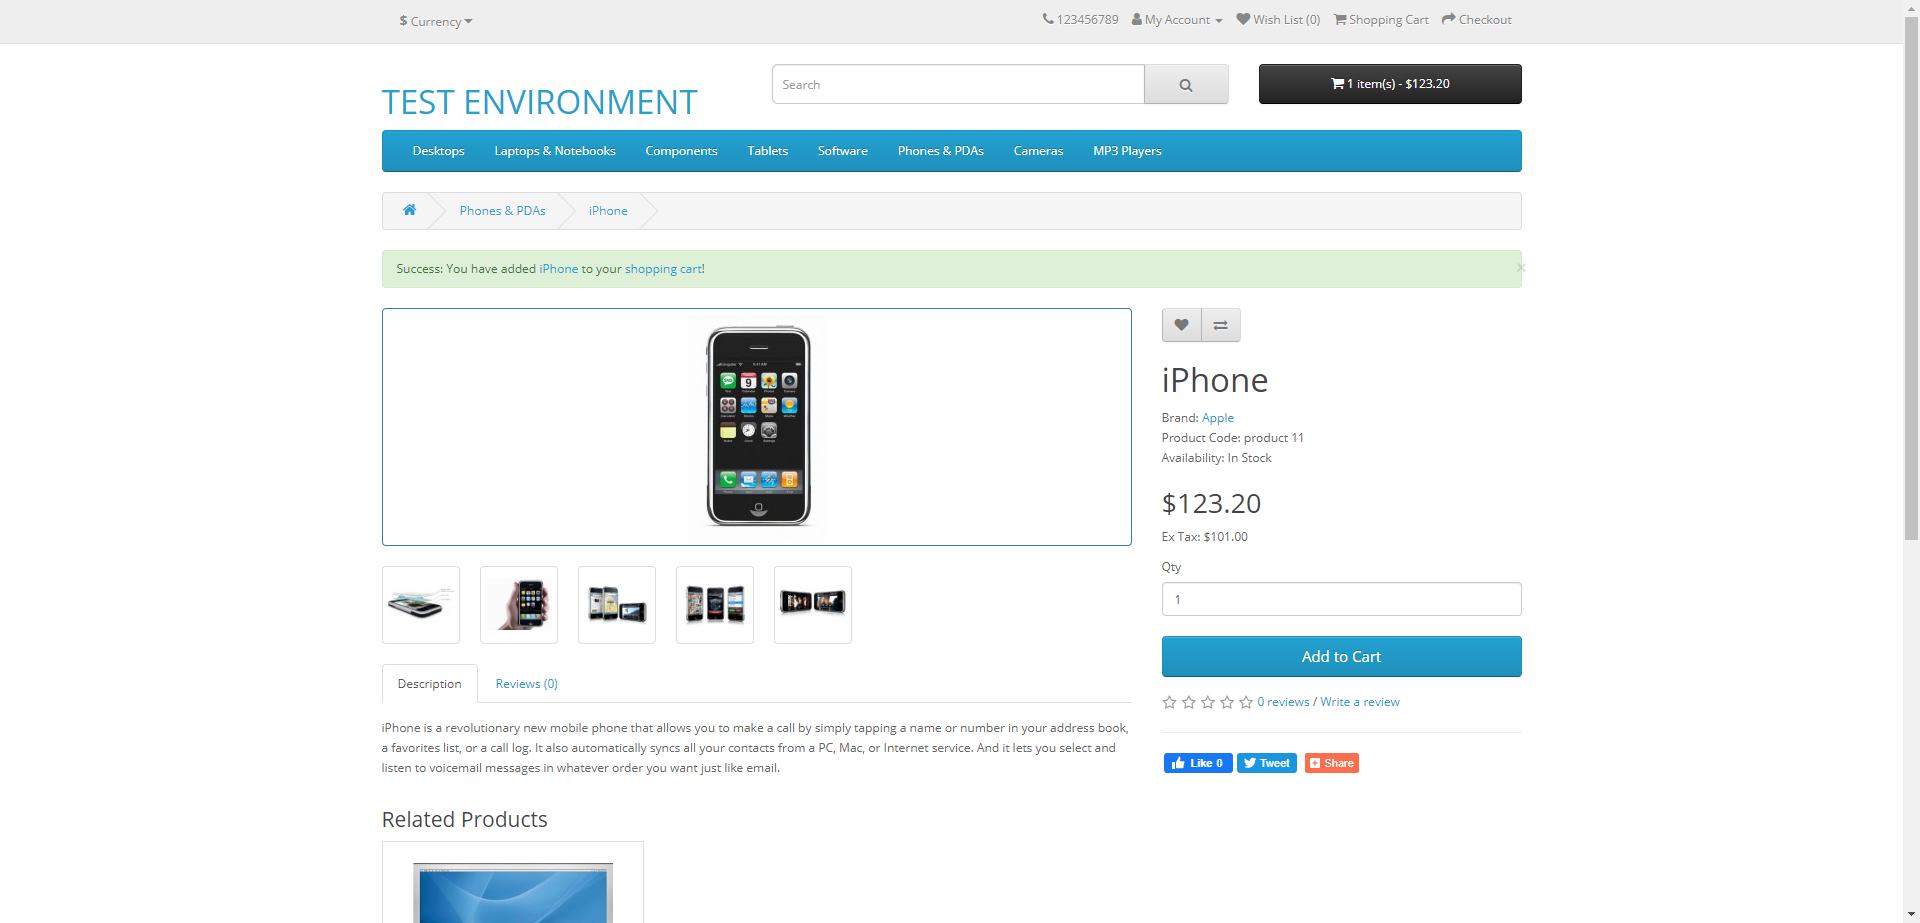 $ Currency
123456789 My Account Wish List (0) Shopping Cart Checkout
TEST ENVIRONMENT
Search
1 item(s) - $123.20
Desktops Laptops & Notebooks Components Tablets Software Phones & PDAs Cameras MP3 Players
Phones & PDAs iPhone
Success: You have added iPhone to your shopping cart!
×
iPhone
Brand: Apple
Product Code: product 11
Availability: In Stock
$123.20
Ex Tax: $101.00
Qty
1
Add to Cart
0 reviews / Write a review
Like 0 Tweet Share
Description Reviews (0)
iPhone is a revolutionary new mobile phone that allows you to make a call by simply tapping a name or number in your address book,
a favorites list, or a call log. It also automatically syncs all your contacts from a PC, Mac, or Internet service. And it lets you select and
listen to voicemail messages in whatever order you want just like email.
Related Products